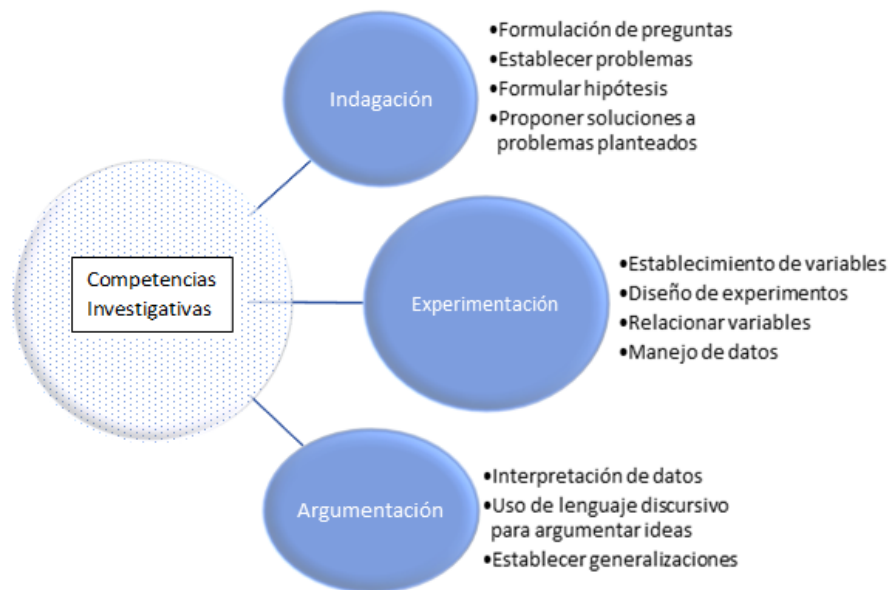 Competencias
Investigativas
Indagación
•Formulación de preguntas
•Establecer problemas
•Formular hipótesis
•Proponer soluciones a
problemas planteados
Experimentación
•Establecimiento de variables
•Diseño de experimentos
•Relacionar variables
•Manejo de datos
Argumentación
•Interpretación de datos
•Uso de lenguaje discursivo
para argumentar ideas
•Establecer generalizaciones